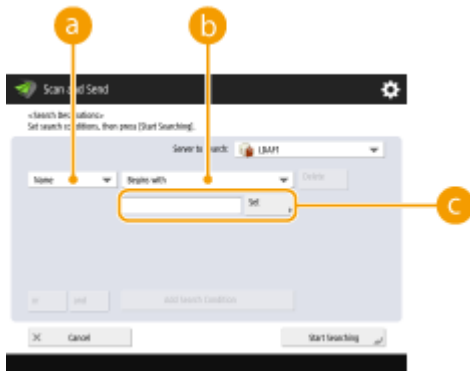 a
b
Scan and Send
<Search Destinations>
Set search conditions, then press [Start Searching].
Server to Search: LDAP1
Name
Begins with
Delete
Set
c
or
and
Add Search Condition
× Cancel
Start Searching